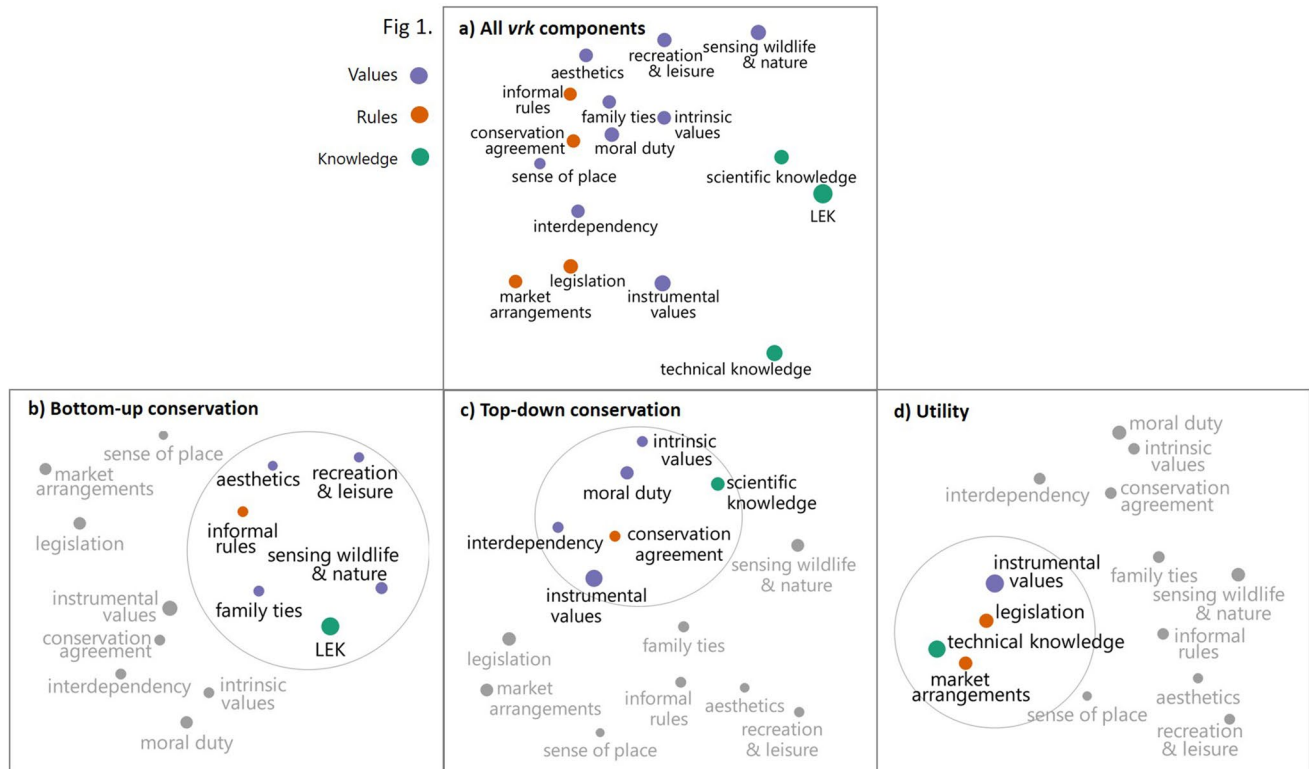 Fig 1.
Values
Rules
Knowledge
a) All vrk components
sensing wildlife
& nature
recreation
& leisure
aesthetics
informal
rules
family ties
intrinsic
values
conservation
agreement
moral duty
sense of place
scientific knowledge
LEK
interdependency
legislation
market
arrangements
instrumental
values
technical knowledge
b) Bottom-up conservation
sense of place
market
arrangements
aesthetics
recreation
& leisure
legislation
informal
rules
sensing wildlife
& nature
instrumental
values
family ties
conservation
agreement
LEK
interdependency
intrinsic
values
moral duty
c) Top-down conservation
intrinsic
values
moral duty
scientific
knowledge
interdependency
conservation
agreement
sensing wildlife
& nature
instrumental
values
family ties
legislation
market
arrangements
informal
rules
aesthetics
recreation
& leisure
sense of place
d) Utility
moral duty
intrinsic
values
interdependency
conservation
agreement
instrumental
values
family ties
sensing wildlife
& nature
legislation
technical knowledge
informal
rules
market
arrangements
aesthetics
sense of place
recreation
& leisure